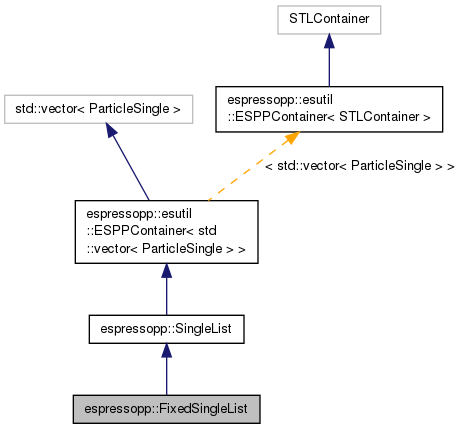 STLContainer
std::vector< ParticleSingle >
espressopp::esutil
::ESPPContainer< STLContainer >
< std::vector< ParticleSingle > >
espressopp::esutil
::ESPPContainer< std
::vector< ParticleSingle > >
espressopp::SingleList
espressopp::FixedSingleList